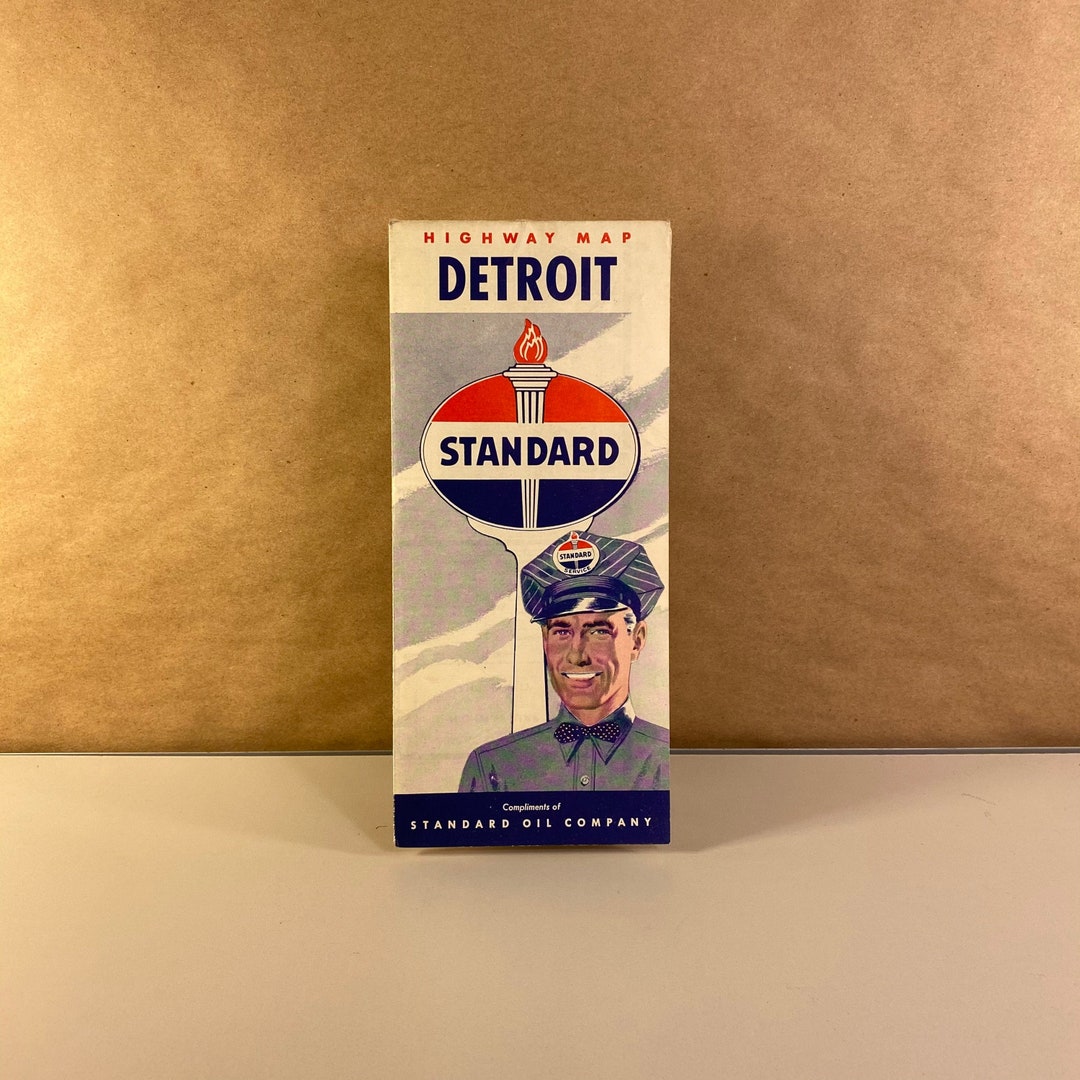 HIGHWAY MAP
DETROIT
STANDARD
STANDARD
SERVICE
Compliments of
STANDARD OIL COMPANY